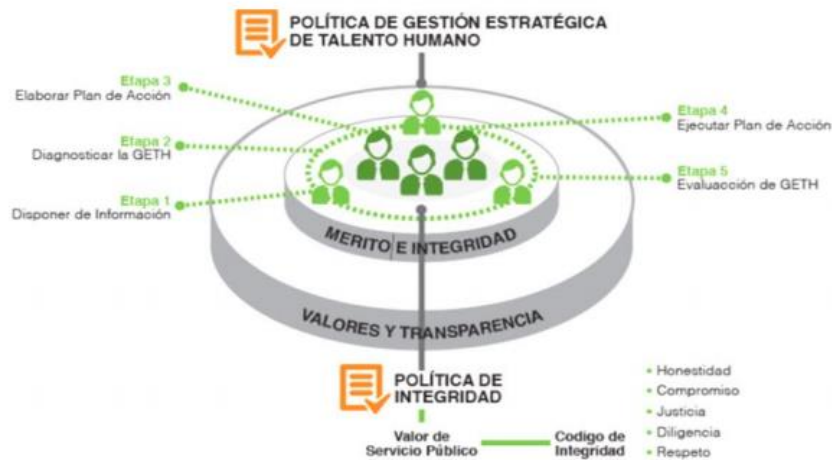 POLÍTICA DE GESTIÓN ESTRATÉGICA
DE TALENTO HUMANO
Etapa 3
Elaborar Plan de Acción
Etapa 2
Diagnosticar la GETH
Etapa 1
Disponer de Información
Etapa 4
Ejecutar Plan de Acción
Etapa 5
Evaluacción de GETH
MERITO E INTEGRIDAD
VALORES Y TRANSPARENCIA
POLÍTICA DE
INTEGRIDAD
Valor de
Servicio Público
Codigo de
Integridad
• Honestidad
• Compromiso
• Justicia
• Diligencia
• Respeto